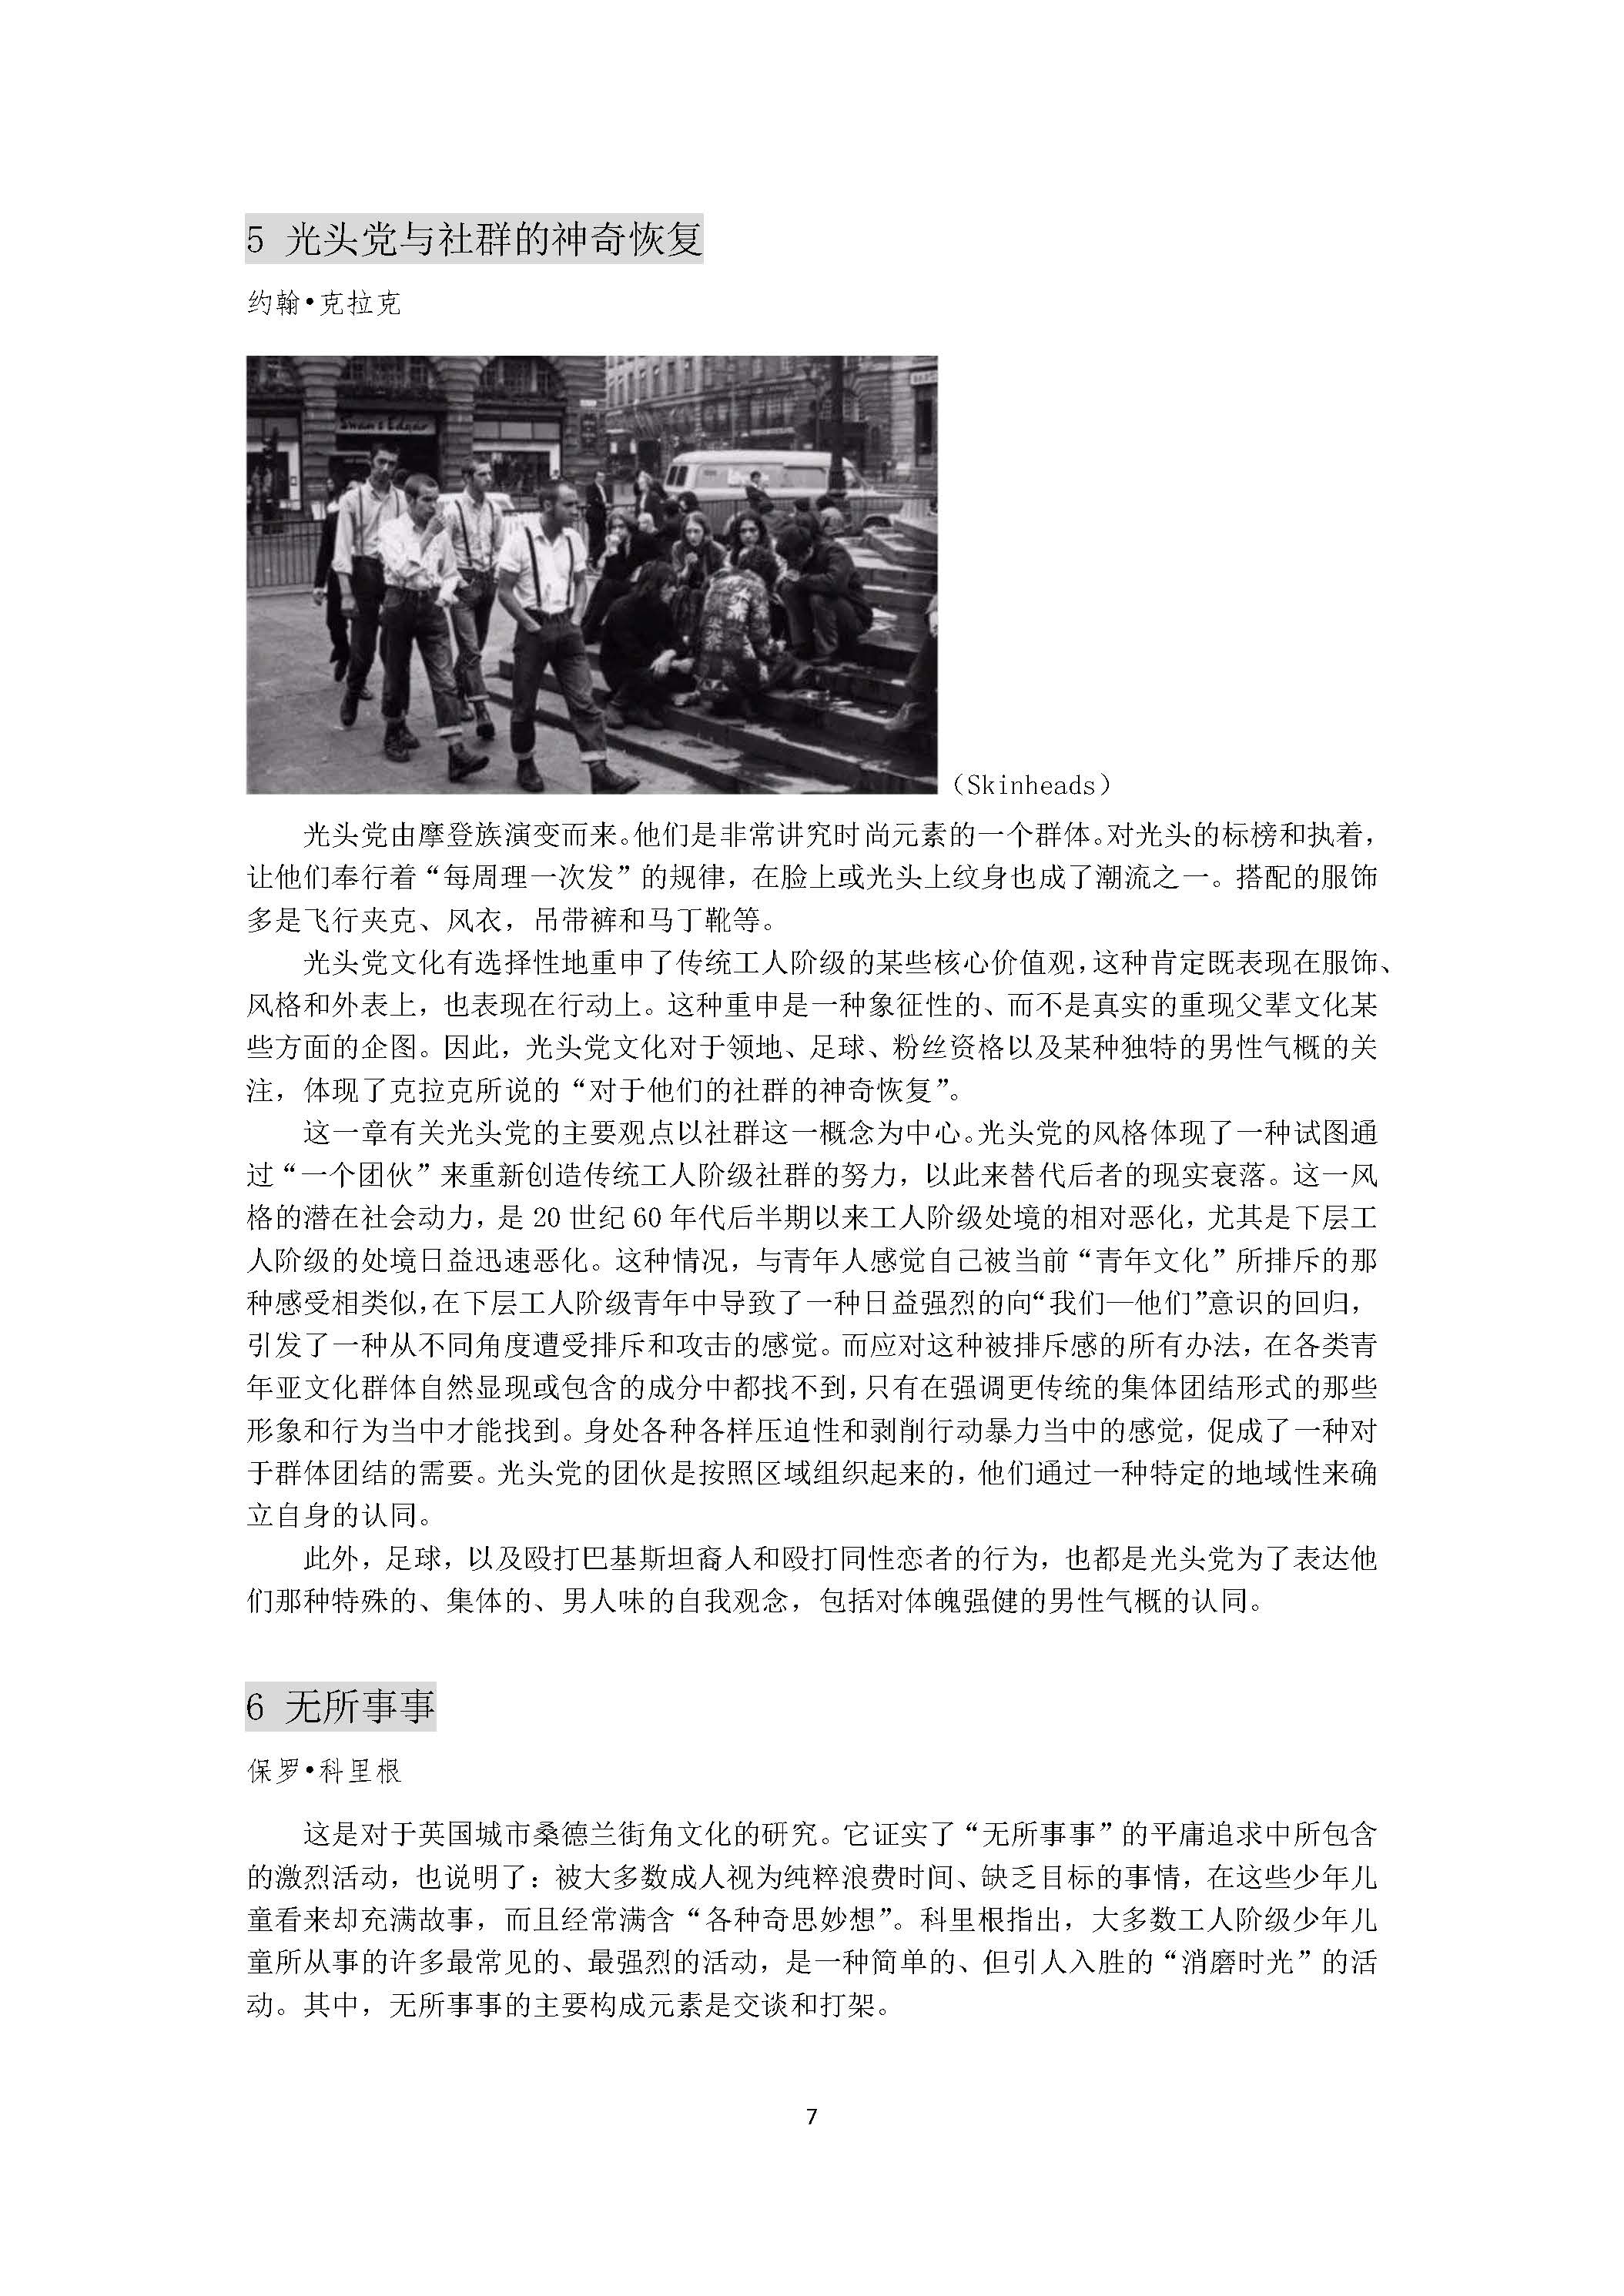 5 光头党与社群的神奇恢复
约翰•克拉克
Swan & Edgar
（Skinheads）
光头党由摩登族演变而来。他们是非常讲究时尚元素的一个群体。对光头的标榜和执着，
让他们奉行着“每周理一次发”的规律，在脸上或光头上纹身也成了潮流之一。搭配的服饰
多是飞行夹克、风衣，吊带裤和马丁靴等。
光头党文化有选择性地重申了传统工人阶级的某些核心价值观，这种肯定既表现在服饰、
风格和外表上，也表现在行动上。这种重申是一种象征性的、而不是真实的重现父辈文化某
些方面的企图。因此，光头党文化对于领地、足球、粉丝资格以及某种独特的男性气概的关
注，体现了克拉克所说的“对于他们的社群的神奇恢复”。
这一章有关光头党的主要观点以社群这一概念为中心。光头党的风格体现了一种试图通
过“一个团伙”来重新创造传统工人阶级社群的努力，以此来替代后者的现实衰落。这一风
格的潜在社会动力，是 20 世纪 60 年代后半期以来工人阶级处境的相对恶化，尤其是下层工
人阶级的处境日益迅速恶化。这种情况，与青年人感觉自己被当前“青年文化”所排斥的那
种感受相类似，在下层工人阶级青年中导致了一种日益强烈的向“我们—他们”意识的回归，
引发了一种从不同角度遭受排斥和攻击的感觉。而应对这种被排斥感的所有办法，在各类青
年亚文化群体自然显现或包含的成分中都找不到，只有在强调更传统的集体团结形式的那些
形象和行为当中才能找到。身处各种各样压迫性和剥削行动暴力当中的感觉，促成了一种对
于群体团结的需要。光头党的团伙是按照区域组织起来的，他们通过一种特定的地域性来确
立自身的认同。
此外，足球，以及殴打巴基斯坦裔人和殴打同性恋者的行为，也都是光头党为了表达他
们那种特殊的、集体的、男人味的自我观念，包括对体魄强健的男性气概的认同。
6 无所事事
保罗•科里根
这是对于英国城市桑德兰街角文化的研究。它证实了“无所事事”的平庸追求中所包含
的激烈活动，也说明了：被大多数成人视为纯粹浪费时间、缺乏目标的事情，在这些少年儿
童看来却充满故事，而且经常满含“各种奇思妙想”。科里根指出，大多数工人阶级少年儿
童所从事的许多最常见的、最强烈的活动，是一种简单的、但引人入胜的“消磨时光”的活
动。其中，无所事事的主要构成元素是交谈和打架。
7